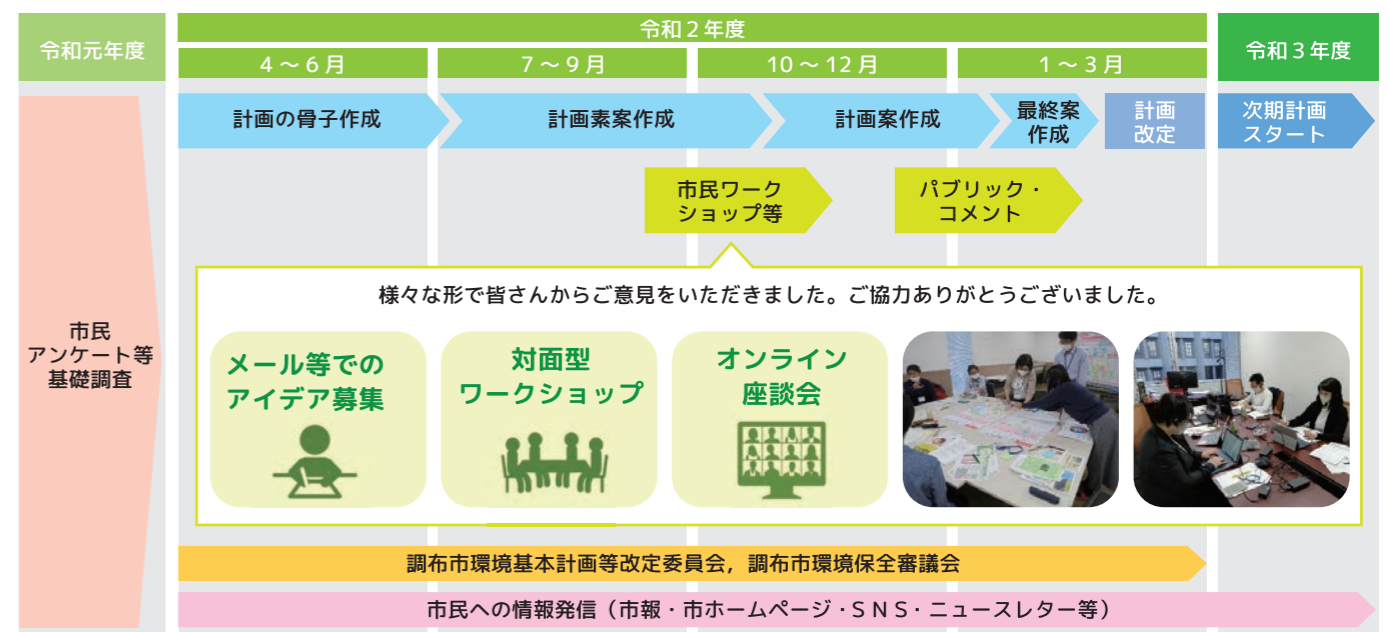 令和元年度
令和２年度
令和３年度
４～６月
７～９月
10～12月
１～３月
計画の骨子作成
計画素案作成
計画案作成
最終案
作成
計画
改定
次期計画
スタート
市民ワーク
ショップ等
パブリック・
コメント
市民
アンケート等
基礎調査
様々な形で皆さんからご意見をいただきました。ご協力ありがとうございました。
メール等での
アイデア募集
対面型
ワークショップ
オンライン
座談会
調布市環境基本計画等改定委員会，調布市環境保全審議会
市民への情報発信（市報・市ホームページ・ＳＮＳ・ニュースレター等）